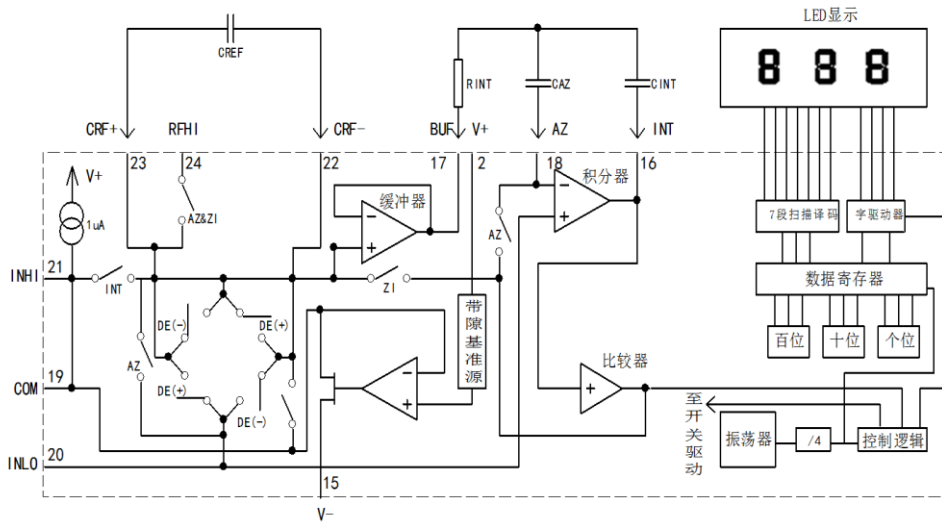 LED显示
8 8 8
CREF
RINT
CAZ
CINT
CRF+
RFHI
CRF-
BUF
V+
AZ
INT
23
24
22
17
2
18
16
V+
1uA
AZ&ZI
缓冲器
-
+
AZ
积分器
-
+
7段扫描译码
字驱动器
INHI
21
INT
ZI
数据寄存器
DE(-)
DE(+)
AZ
DE(+)
DE(-)
-
+
带隙基准源
百位
十位
个位
COM
19
比较器
+
至开关驱动
振荡器
/4
控制逻辑
INLO
20
15
V-